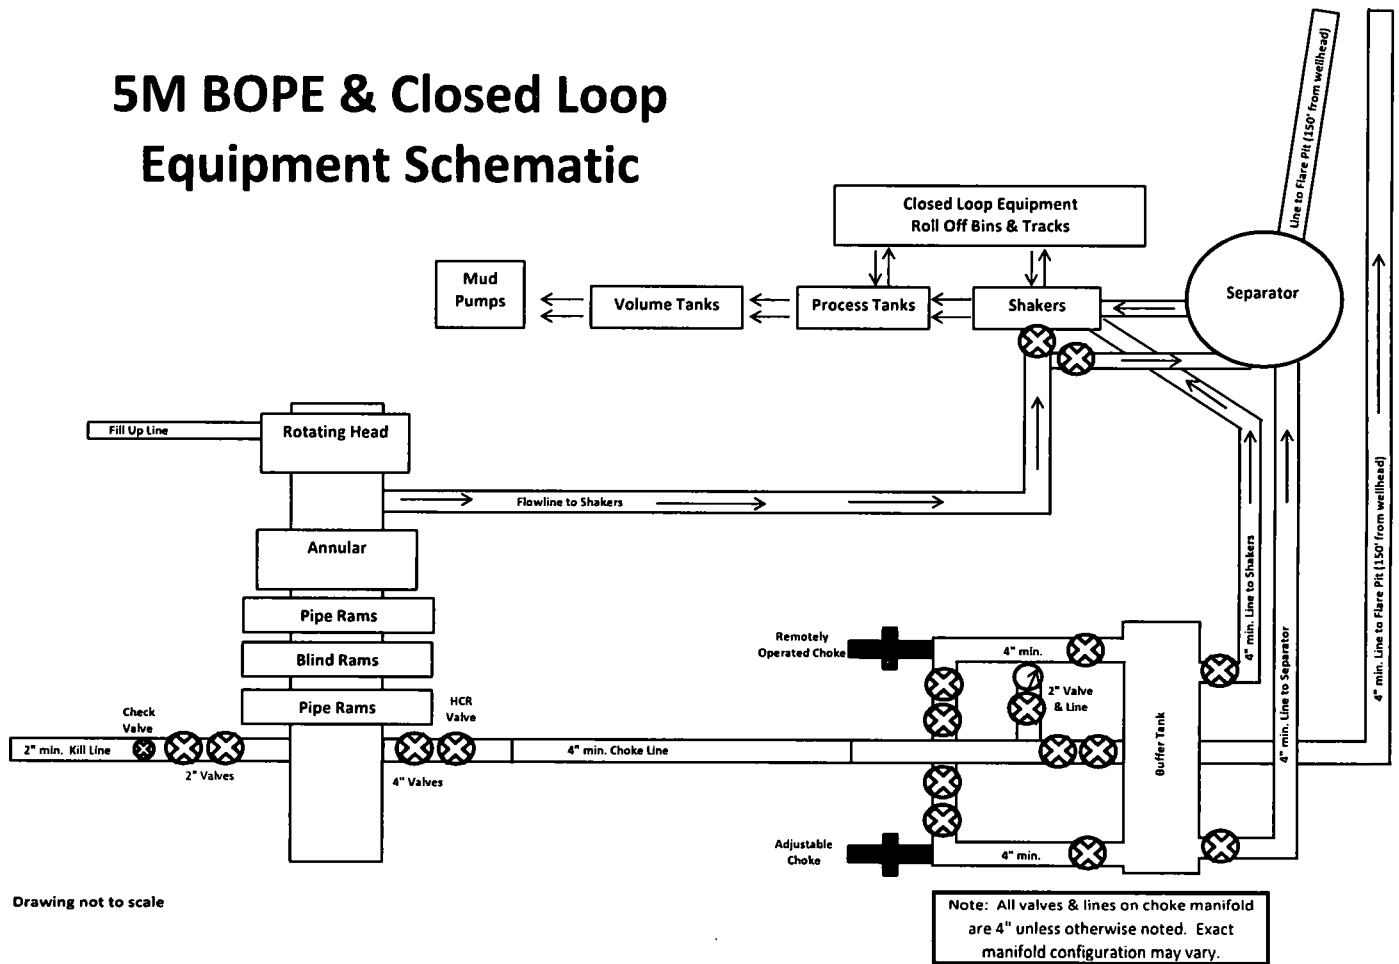 5M BOPE & Closed Loop
Equipment Schematic
Line to Flare Pit (150' from wellhead)
Closed Loop Equipment
Roll Off Bins & Tracks
Mud
Pumps
Volume Tanks
Process Tanks
Shakers
Separator
Fill Up Line
Rotating Head
Flowline to Shakers
Annular
Pipe Rams
Blind Rams
Pipe Rams
Check
Valve
HCR
Valve
2" min. Kill Line
2" Valves
4" Valves
4" min. Choke Line
Remotely
Operated Choke
4" min.
2" Valve
& Line
Buffer Tank
4" min. Line to Shakers
4" min. Line to Separator
4" min. Line to Flare Pit (150' from wellhead)
Adjustable
Choke
4" min.
Drawing not to scale
Note: All valves & lines on choke manifold
are 4" unless otherwise noted. Exact
manifold configuration may vary.